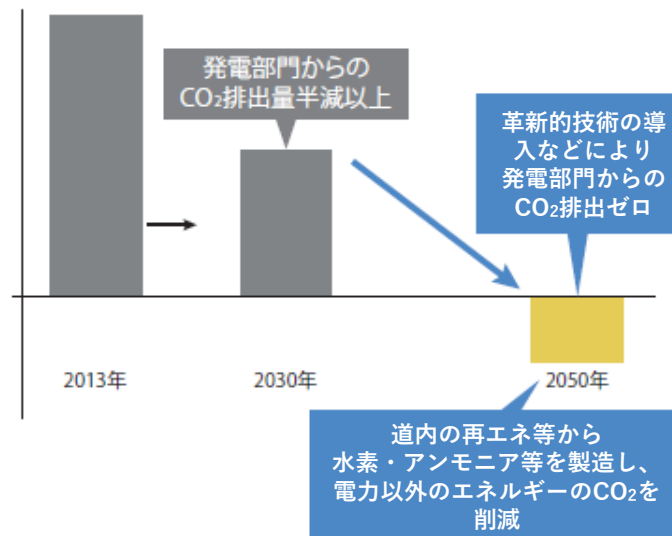 発電部門からの
CO₂排出量半減以上
革新的技術の導
入などにより
発電部門からの
CO₂排出ゼロ
2013年
2030年
2050年
道内の再エネ等から
水素・アンモニア等を製造し、
電力以外のエネルギーのCO₂を
削減